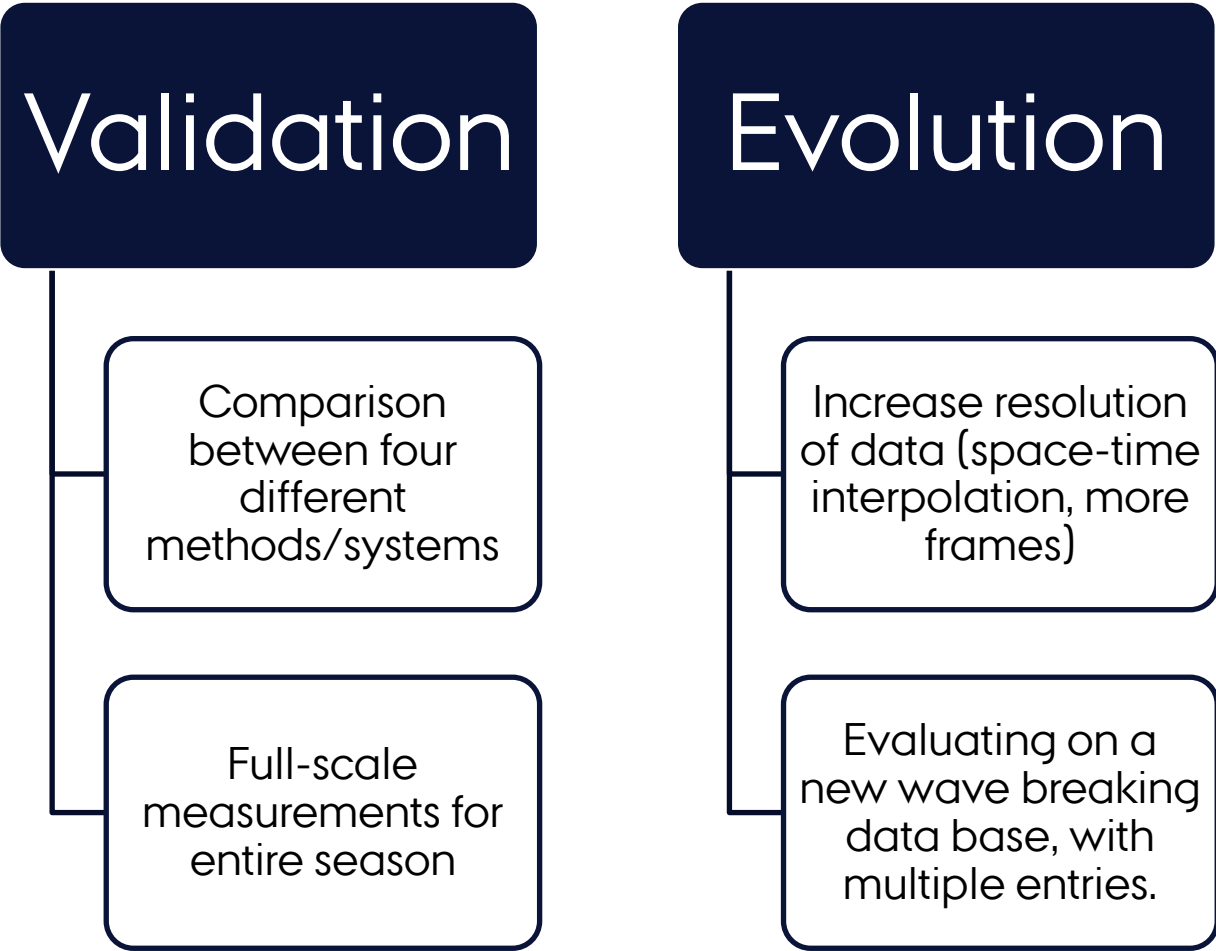 Validation
Comparison
between four
different
methods/systems
Full-scale
measurements for
entire season
Evolution
Increase resolution
of data (space-time
interpolation, more
frames)
Evaluating on a
new wave breaking
data base, with
multiple entries.